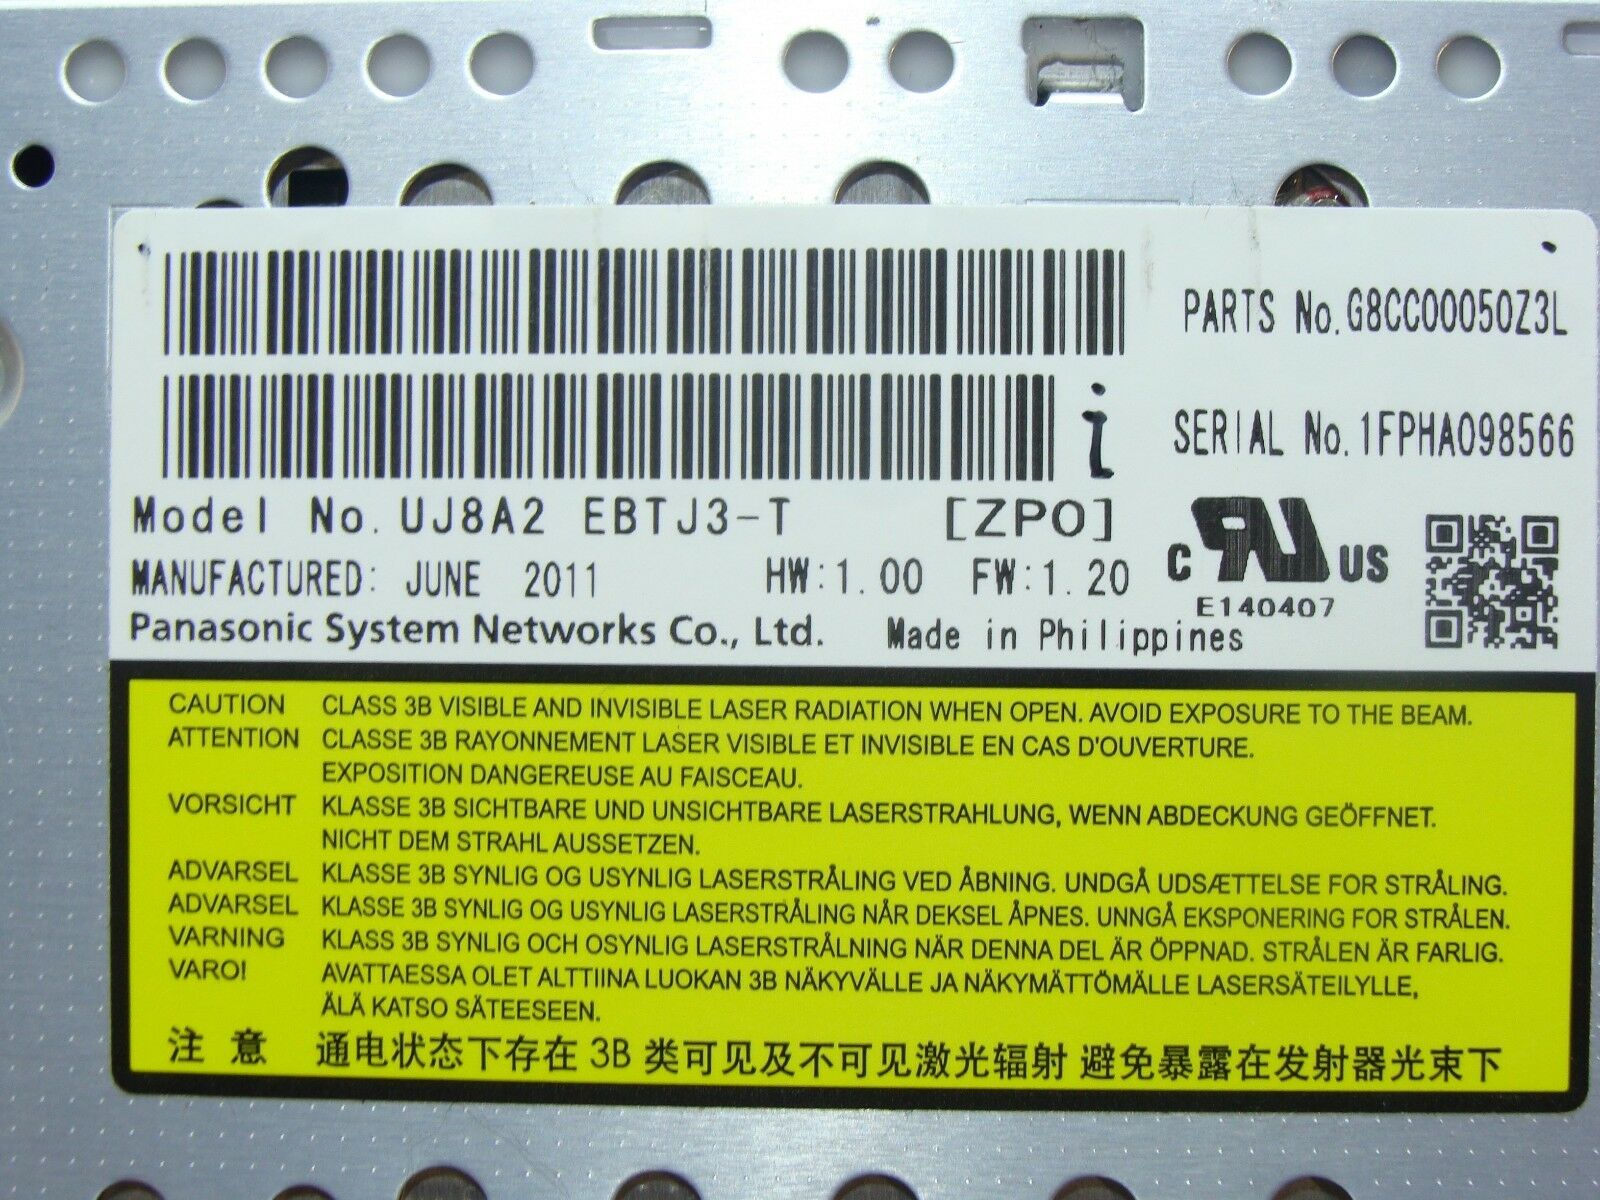 PARTS No.G8CC00050Z3L
i
SERIAL No.1FPHA098566
Model No.UJ8A2 EBTJ3-T [ZPO]
MANUFACTURED: JUNE 2011 HW:1.00 FW:1.20
C RU US
E140407
Panasonic System Networks Co., Ltd. Made in Philippines
CAUTION CLASS 3B VISIBLE AND INVISIBLE LASER RADIATION WHEN OPEN. AVOID EXPOSURE TO THE BEAM.
ATTENTION CLASSE 3B RAYONNEMENT LASER VISIBLE ET INVISIBLE EN CAS D'OUVERTURE.
EXPOSITION DANGEREUSE AU FAISCEAU.
VORSICHT KLASSE 3B SICHTBARE UND UNSICHTBARE LASERSTRAHLUNG, WENN ABDECKUNG GEÖFFNET.
NICHT DEM STRAHL AUSSETZEN.
ADVARSEL KLASSE 3B SYNLIG OG USYNLIG LASERSTRÅLING VED ÅBNING. UNDGÅ UDSÆTTELSE FOR STRÅLING.
ADVARSEL KLASSE 3B SYNLIG OG USYNLIG LASERSTRÅLING NÅR DEKSEL ÅPNES. UNNGÅ EKSPONERING FOR STRÅLEN.
VARNING KLASS 3B SYNLIG OCH OSYNLIG LASERSTRÅLNING NÄR DENNA DEL ÄR ÖPPNAD. STRÅLEN ÄR FARLIG.
VARO! AVATTAESSA OLET ALTTIINA LUOKAN 3B NÄKYVÄLLE JA NÄKYMÄTTÖMÄLLE LASERSÄTEILYLLE,
ÄLÄ KATSO SÄTEESEEN.
注 意 通电状态下存在 3B 类可见及不可见激光辐射 避免暴露在发射器光束下